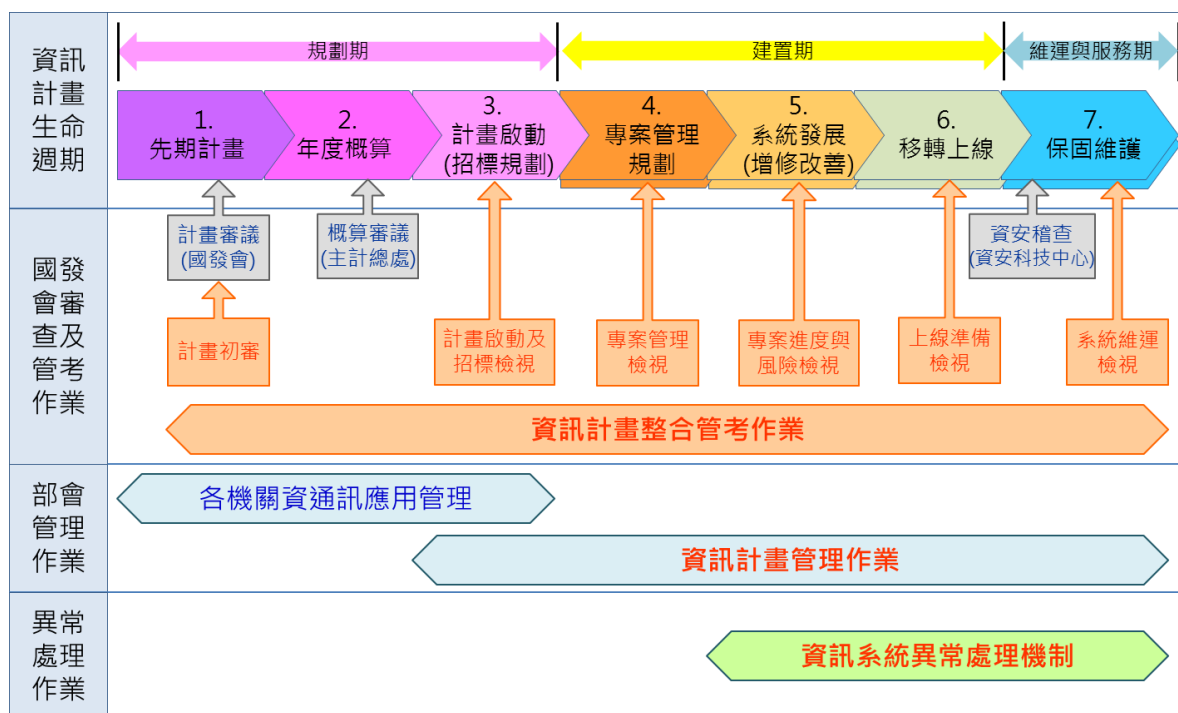 資訊
計畫
生命
週期
規劃期
建置期
維運與服務期
1.
先期計畫
2.
年度概算
3.
計畫啟動
(招標規劃)
4.
專案管理
規劃
5.
系統發展
(增修改善)
6.
移轉上線
7.
保固維護
國發
會審
查及
管考
作業
計畫審議
(國發會)
概算審議
(主計總處)
資安稽查
(資安科技中心)
計畫初審
計畫啟動及
招標檢視
專案管理
檢視
專案進度與
風險檢視
上線準備
檢視
系統維運
檢視
資訊計畫整合管考作業
部會
管理
作業
各機關資通訊應用管理
資訊計畫管理作業
異常
處理
作業
資訊系統異常處理機制